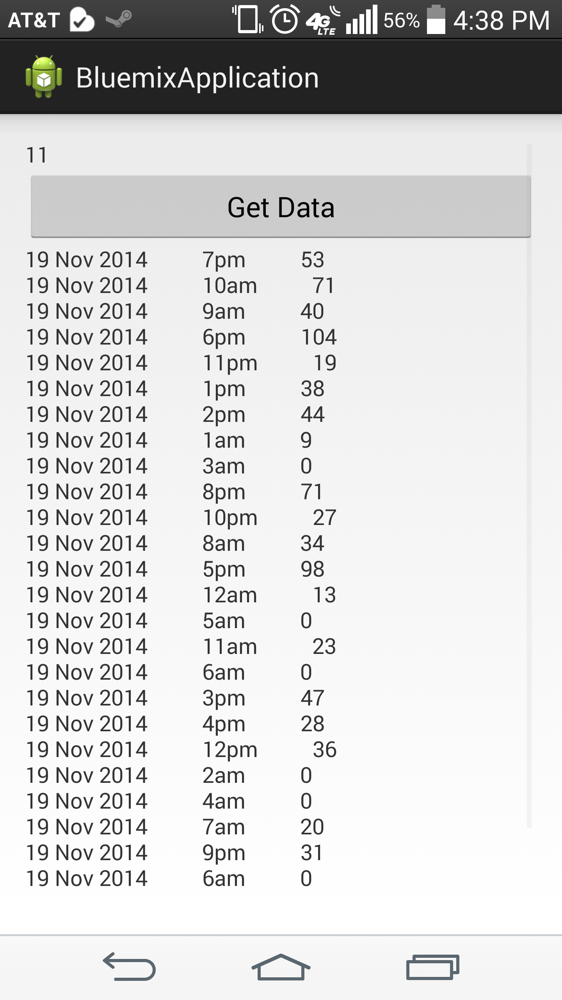 AT&T 4G LTE 56% 4:38 PM
BluemixApplication
11
Get Data
19 Nov 2014 7pm 53
19 Nov 2014 10am 71
19 Nov 2014 9am 40
19 Nov 2014 6pm 104
19 Nov 2014 11pm 19
19 Nov 2014 1pm 38
19 Nov 2014 2pm 44
19 Nov 2014 1am 9
19 Nov 2014 3am 0
19 Nov 2014 8pm 71
19 Nov 2014 10pm 27
19 Nov 2014 8am 34
19 Nov 2014 5pm 98
19 Nov 2014 12am 13
19 Nov 2014 5am 0
19 Nov 2014 11am 23
19 Nov 2014 6am 0
19 Nov 2014 3pm 47
19 Nov 2014 4pm 28
19 Nov 2014 12pm 36
19 Nov 2014 2am 0
19 Nov 2014 4am 0
19 Nov 2014 7am 20
19 Nov 2014 9pm 31
19 Nov 2014 6am 0